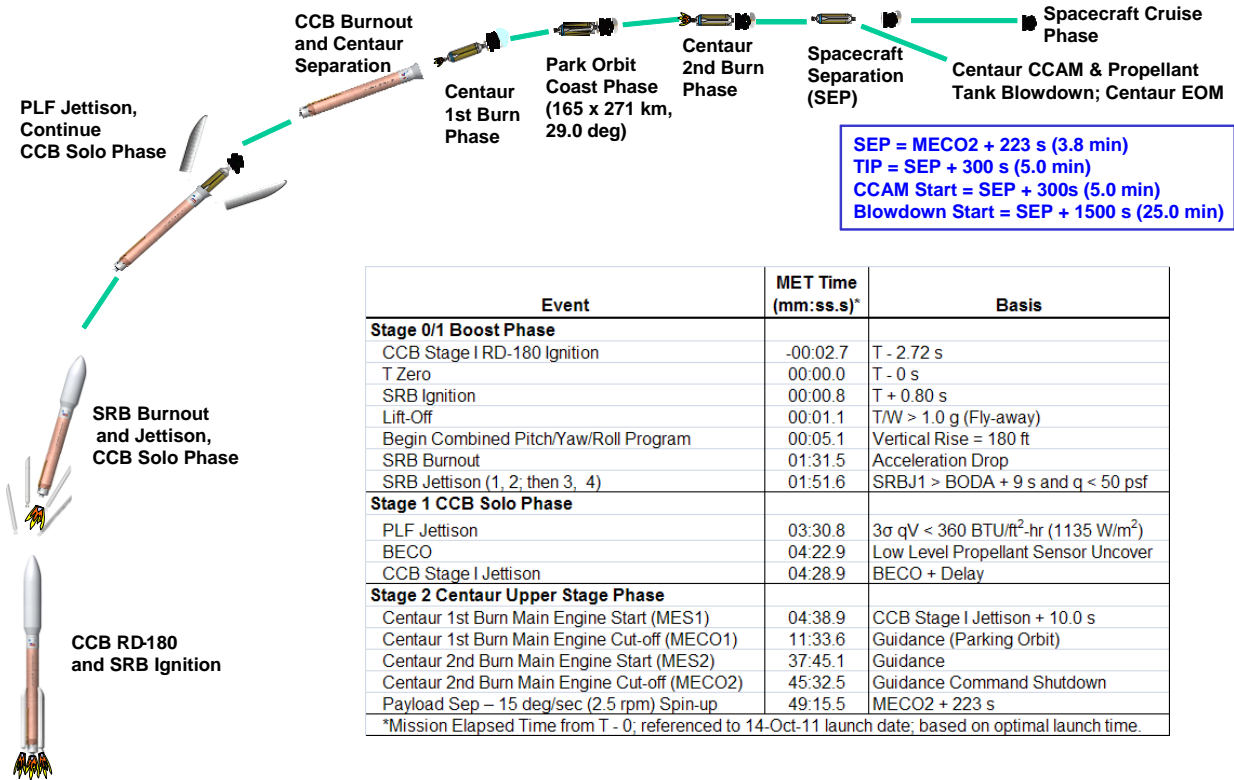 CCB Burnout
and Centaur
Separation
Centaur
1st Burn
Phase
Park Orbit
Coast Phase
(165 x 271 km,
29.0 deg)
Centaur
2nd Burn
Phase
Spacecraft
Separation
(SEP)
Spacecraft Cruise
Phase
Centaur CCAM & Propellant
Tank Blowdown; Centaur EOM
PLF Jettison,
Continue
CCB Solo Phase
SEP = MECO2 + 223 s (3.8 min)
TIP = SEP + 300 s (5.0 min)
CCAM Start = SEP + 300s (5.0 min)
Blowdown Start = SEP + 1500 s (25.0 min)
SRB Burnout
and Jettison,
CCB Solo Phase
CCB RD-180
and SRB Ignition
Event MET Time (mm:ss.s)* Basis
Stage 0/1 Boost Phase
CCB Stage I RD-180 Ignition -00:02.7 T - 2.72 s
T Zero 00:00.0 T - 0 s
SRB Ignition 00:00.8 T + 0.80 s
Lift-Off 00:01.1 T/W > 1.0 g (Fly-away)
Begin Combined Pitch/Yaw/Roll Program 00:05.1 Vertical Rise = 180 ft
SRB Burnout 01:31.5 Acceleration Drop
SRB Jettison (1, 2; then 3, 4) 01:51.6 SRBJ1 > BODA + 9 s and q < 50 psf
Stage 1 CCB Solo Phase
PLF Jettison 03:30.8 3σ qV < 360 BTU/ft²-hr (1135 W/m²)
BECO 04:22.9 Low Level Propellant Sensor Uncover
CCB Stage I Jettison 04:28.9 BECO + Delay
Stage 2 Centaur Upper Stage Phase
Centaur 1st Burn Main Engine Start (MES1) 04:38.9 CCB Stage I Jettison + 10.0 s
Centaur 1st Burn Main Engine Cut-off (MECO1) 11:33.6 Guidance (Parking Orbit)
Centaur 2nd Burn Main Engine Start (MES2) 37:45.1 Guidance
Centaur 2nd Burn Main Engine Cut-off (MECO2) 45:32.5 Guidance Command Shutdown
Payload Sep – 15 deg/sec (2.5 rpm) Spin-up 49:15.5 MECO2 + 223 s
*Mission Elapsed Time from T - 0; referenced to 14-Oct-11 launch date; based on optimal launch time.